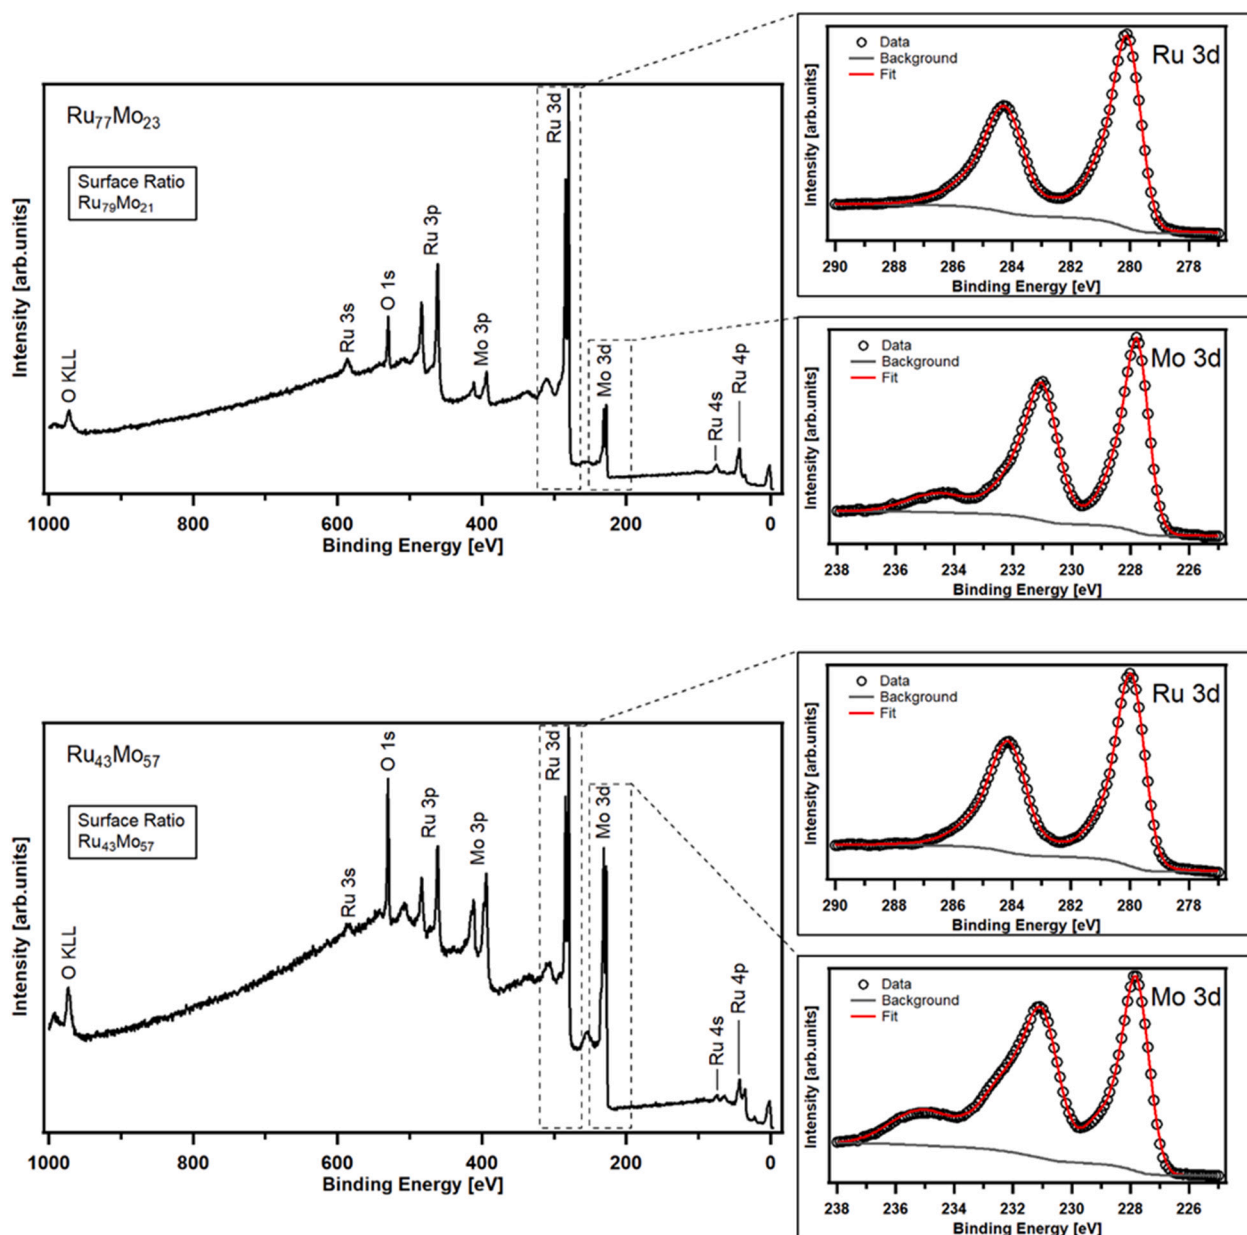 Ru77Mo23
Surface Ratio
Ru79Mo21
Intensity [arb.units]
O KLL
Ru 3s
O 1s
Ru 3p
Mo 3p
Ru 3d
Mo 3d
Ru 4s
Ru 4p
1000 800 600 400 200 0
Binding Energy [eV]
Data
Background
Fit
Ru 3d
Intensity [arb.units]
290 288 286 284 282 280 278
Binding Energy [eV]
Data
Background
Fit
Mo 3d
Intensity [arb.units]
238 236 234 232 230 228 226
Binding Energy [eV]
Ru43Mo57
Surface Ratio
Ru43Mo57
Intensity [arb.units]
O KLL
Ru 3s
O 1s
Ru 3p
Mo 3p
Ru 3d
Mo 3d
Ru 4s
Ru 4p
1000 800 600 400 200 0
Binding Energy [eV]
Data
Background
Fit
Ru 3d
Intensity [arb.units]
290 288 286 284 282 280 278
Binding Energy [eV]
Data
Background
Fit
Mo 3d
Intensity [arb.units]
238 236 234 232 230 228 226
Binding Energy [eV]